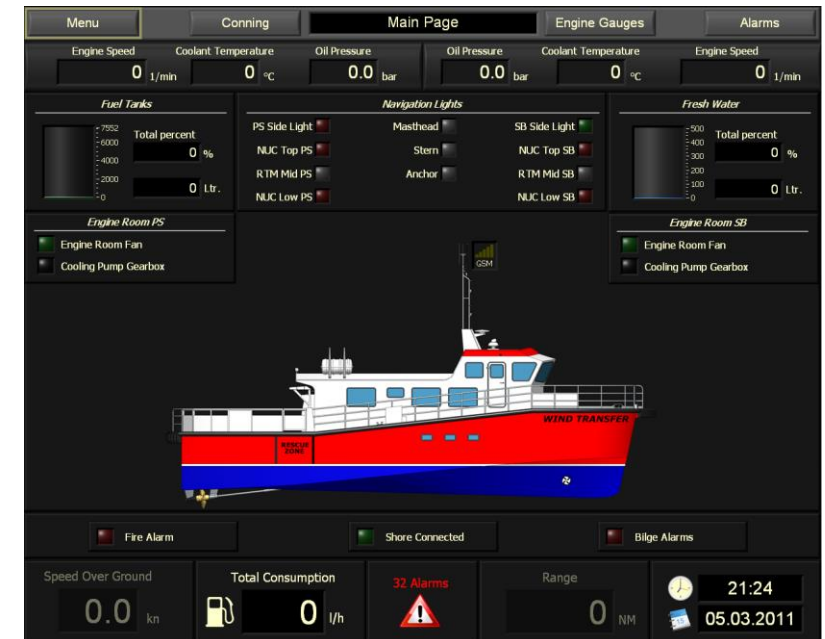 Menu Conning Main Page Engine Gauges Alarms
Engine Speed Coolant Temperature Oil Pressure Oil Pressure Coolant Temperature Engine Speed
0 1/min 0 °C 0.0 bar 0.0 bar 0 °C 0 1/min
Fuel Tanks Navigation Lights Fresh Water
7552 PS Side Light Masthead SB Side Light 500
6000 Total percent NUC Top PS Stern NUC Top SB 400 Total percent
0 % 300 0 %
4000 RTM Mid PS Anchor RTM Mid SB 200
2000 0 Ltr. NUC Low PS NUC Low SB 100 0 Ltr.
0 0
Engine Room PS Engine Room SB
Engine Room Fan Engine Room Fan
Cooling Pump Gearbox Cooling Pump Gearbox
GSM
WIND TRANSFER
RESCUE
ZONE
Fire Alarm Shore Connected Bilge Alarms
Speed Over Ground Total Consumption 32 Alarms Range 21:24
0.0 kn 0 l/h 0 NM 05.03.2011